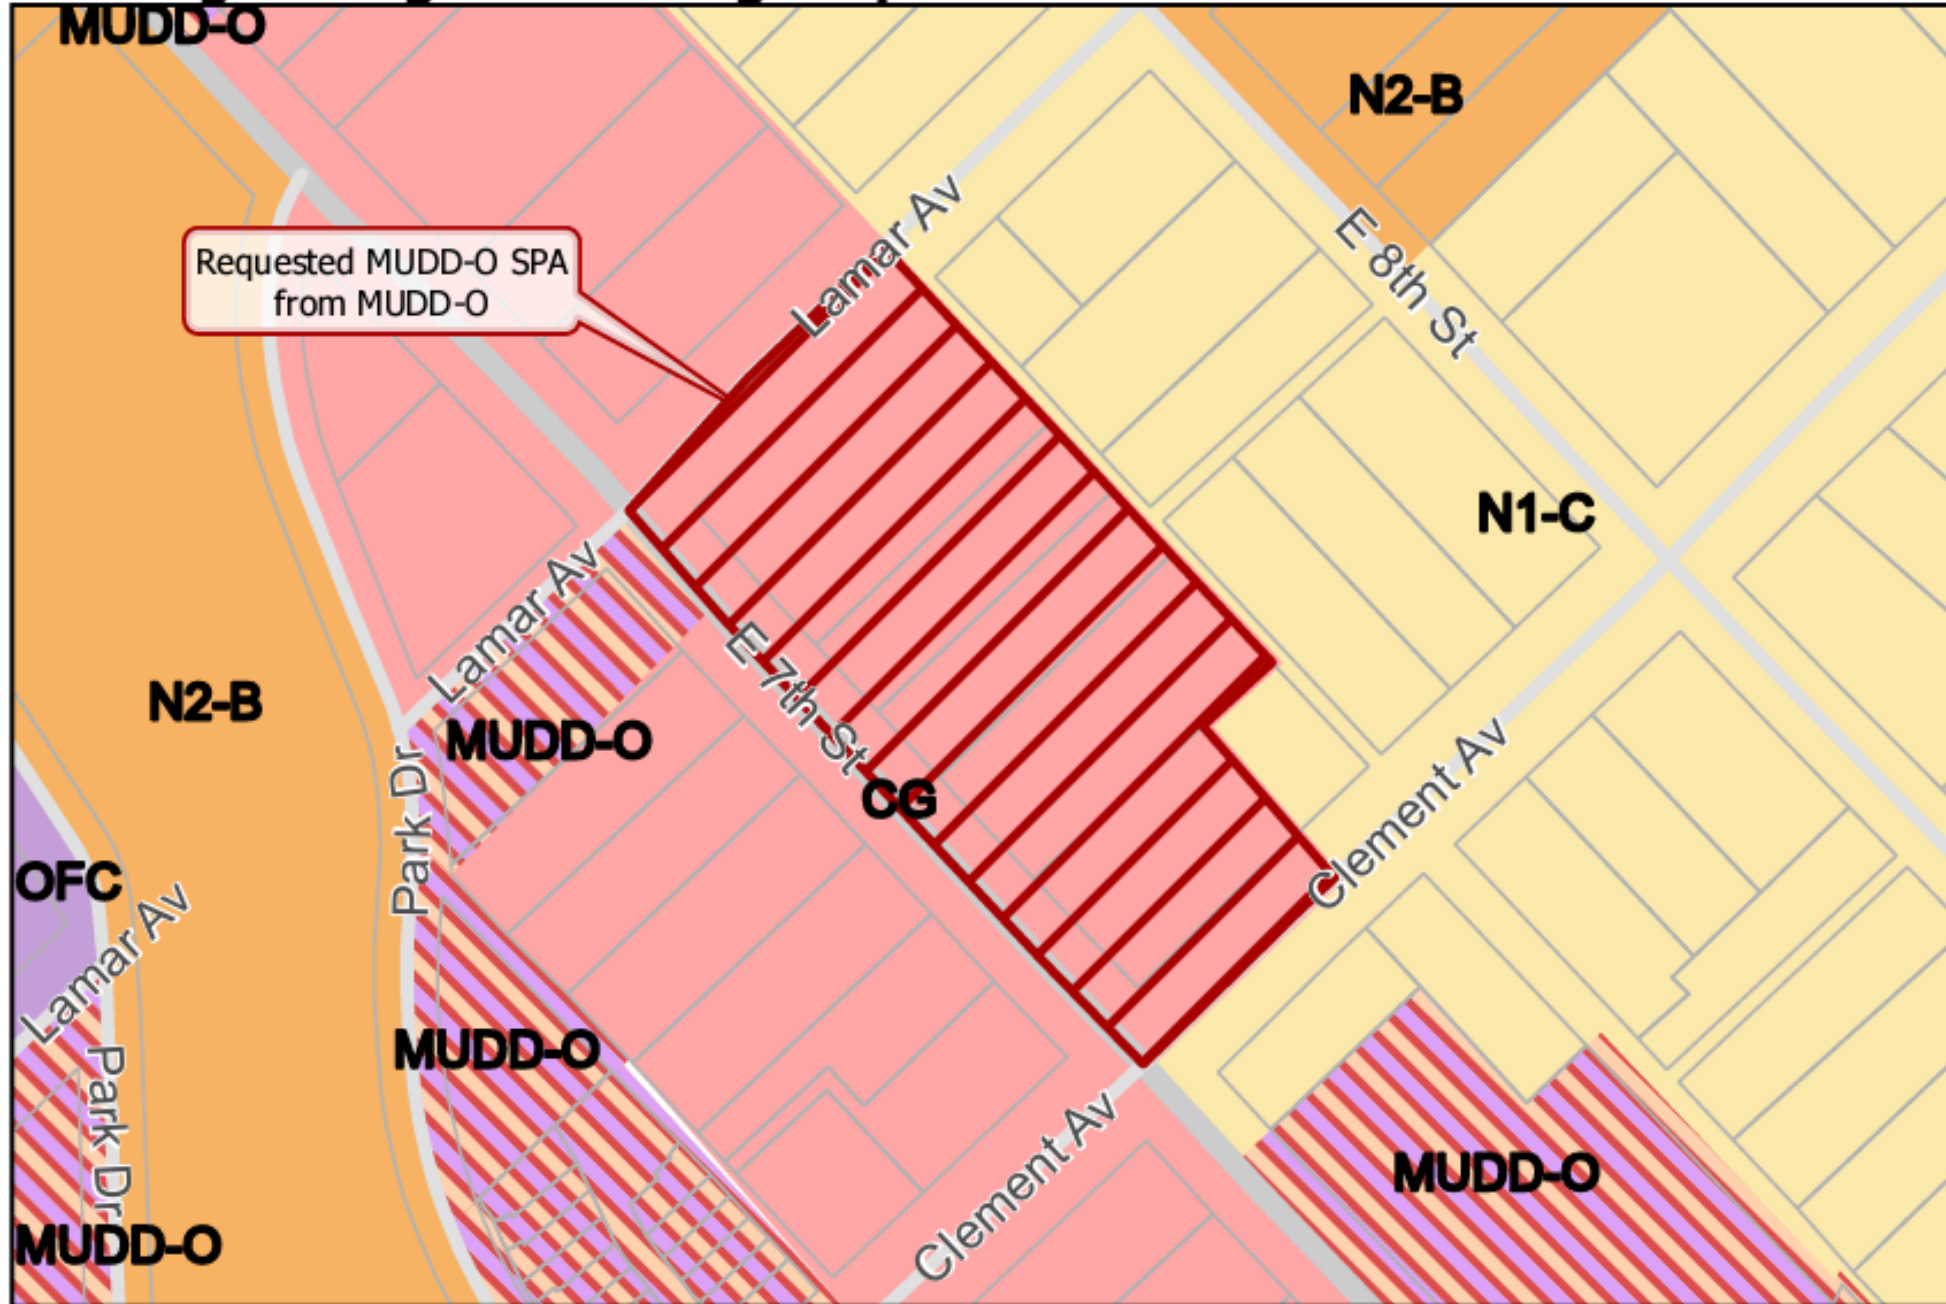 MUDD-O
N2-B
Lamar Av
E 8th St
Requested MUDD-O SPA
from MUDD-O
N1-C
Lamar Av
N2-B
MUDD-O
E 7th St
Park Dr
CG
Clement Av
OFC
Lamar Av
MUDD-O
Park Dr
Clement Av
MUDD-O
MUDD-O